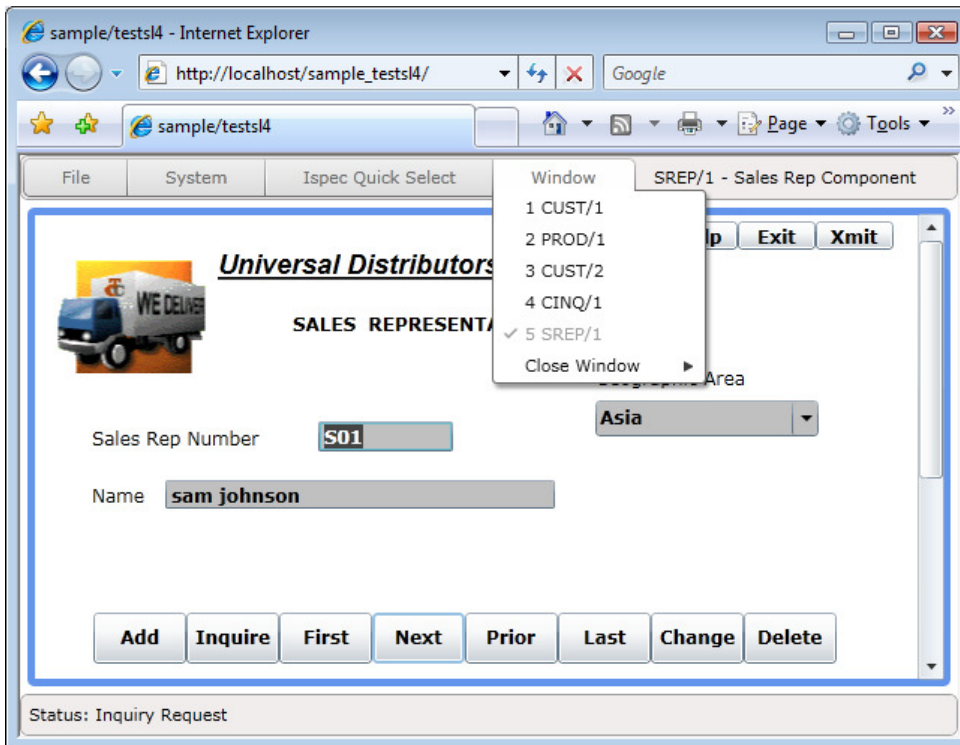 sample/testsl4 - Internet Explorer
http://localhost/sample_testsl4/
Google
sample/testsl4
Page
Tools
File System Ispec Quick Select Window SREP/1 - Sales Rep Component
1 CUST/1
2 PROD/1
3 CUST/2
4 CINQ/1
5 SREP/1
Close Window
lp Exit Xmit
Universal Distributors
WE DELIVER
SALES REPRESENTA
Area
Asia
Sales Rep Number S01
Name sam johnson
Add Inquire First Next Prior Last Change Delete
Status: Inquiry Request